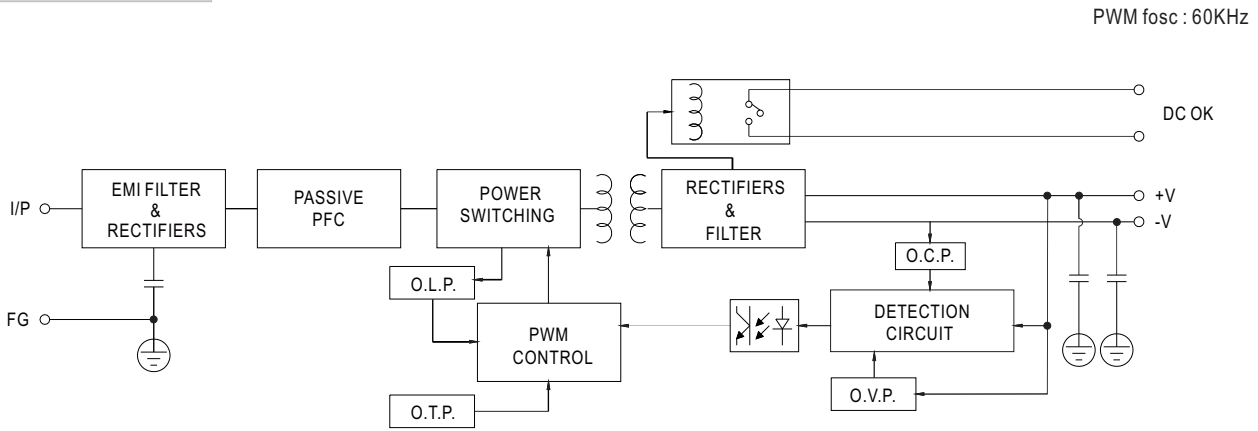 PWM fosc : 60KHz
DC OK
I/P
EMI FILTER
&
RECTIFIERS
PASSIVE
PFC
POWER
SWITCHING
RECTIFIERS
&
FILTER
+V
-V
O.C.P.
O.L.P.
FG
PWM
CONTROL
DETECTION
CIRCUIT
O.V.P.
O.T.P.